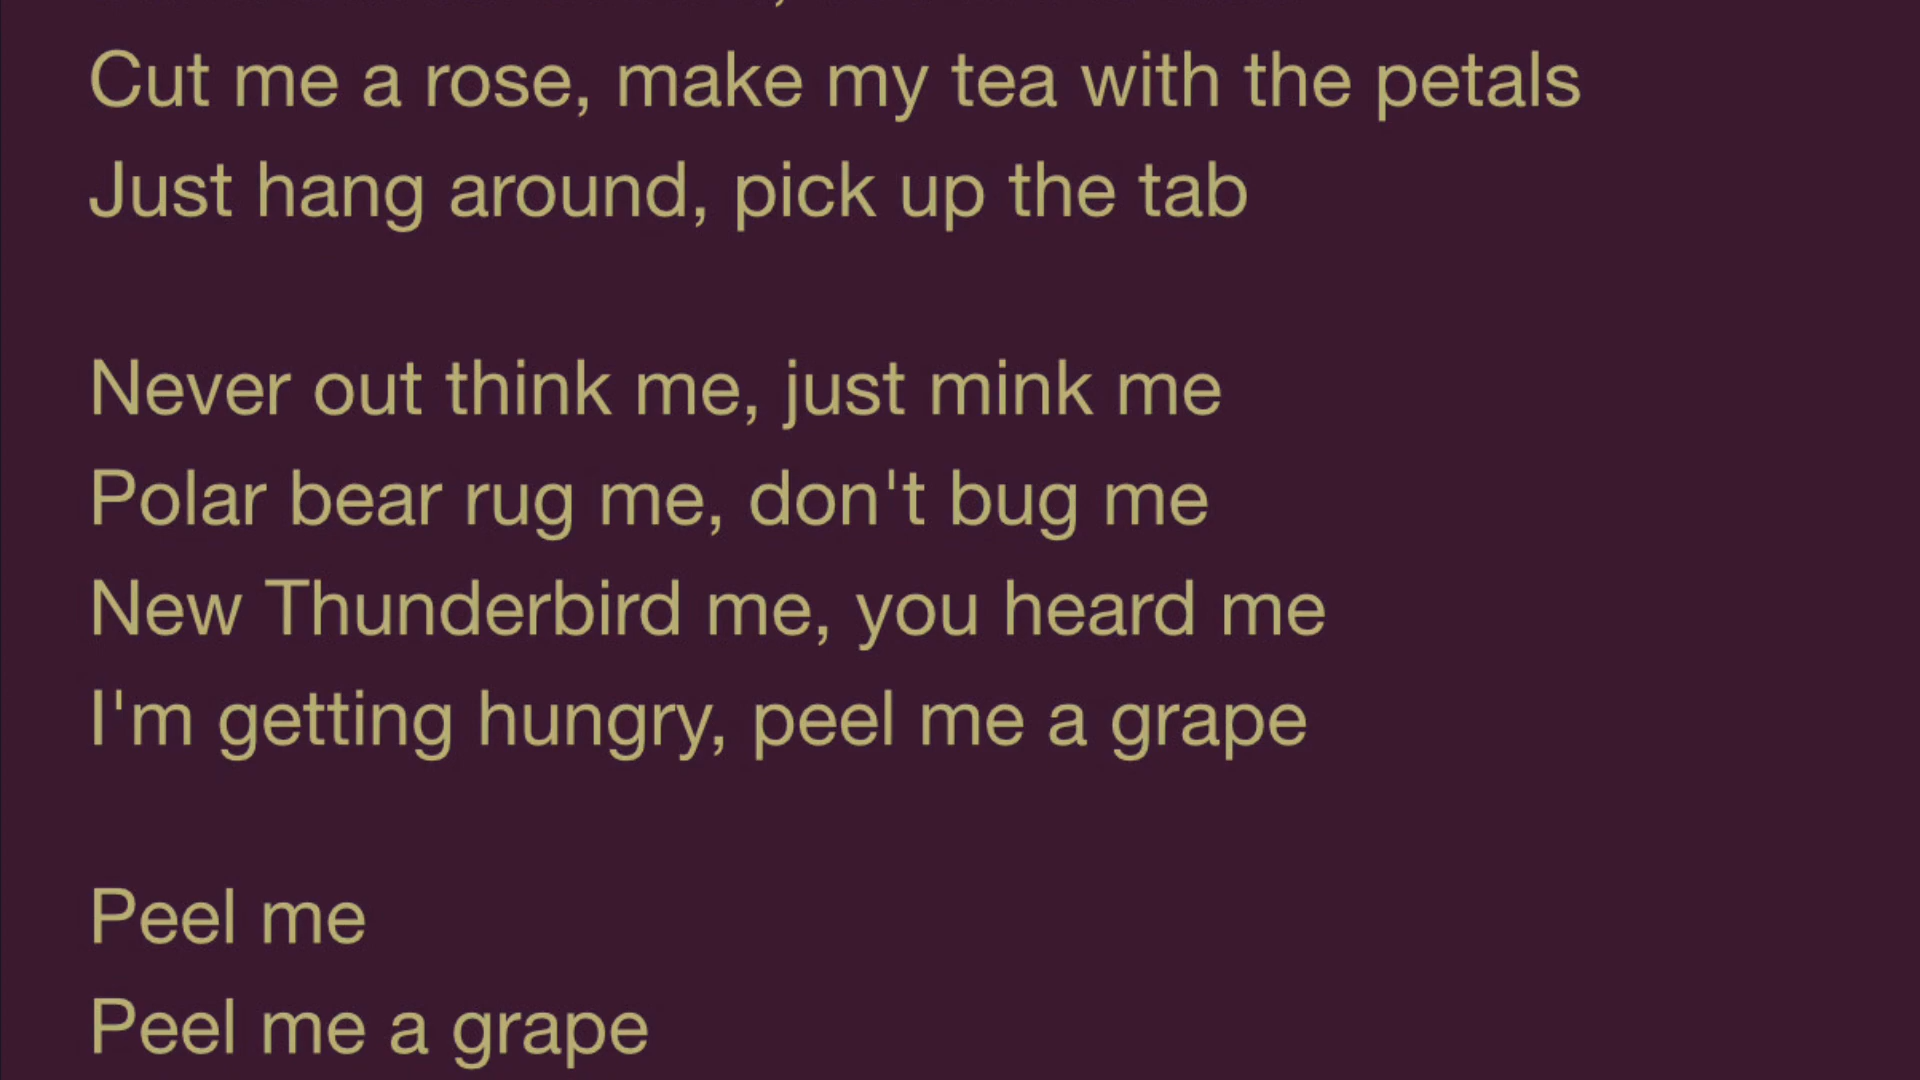 Cut me a rose, make my tea with the petals
Just hang around, pick up the tab
Never out think me, just mink me
Polar bear rug me, don't bug me
New Thunderbird me, you heard me
I'm getting hungry, peel me a grape
Peel me
Peel me a grape